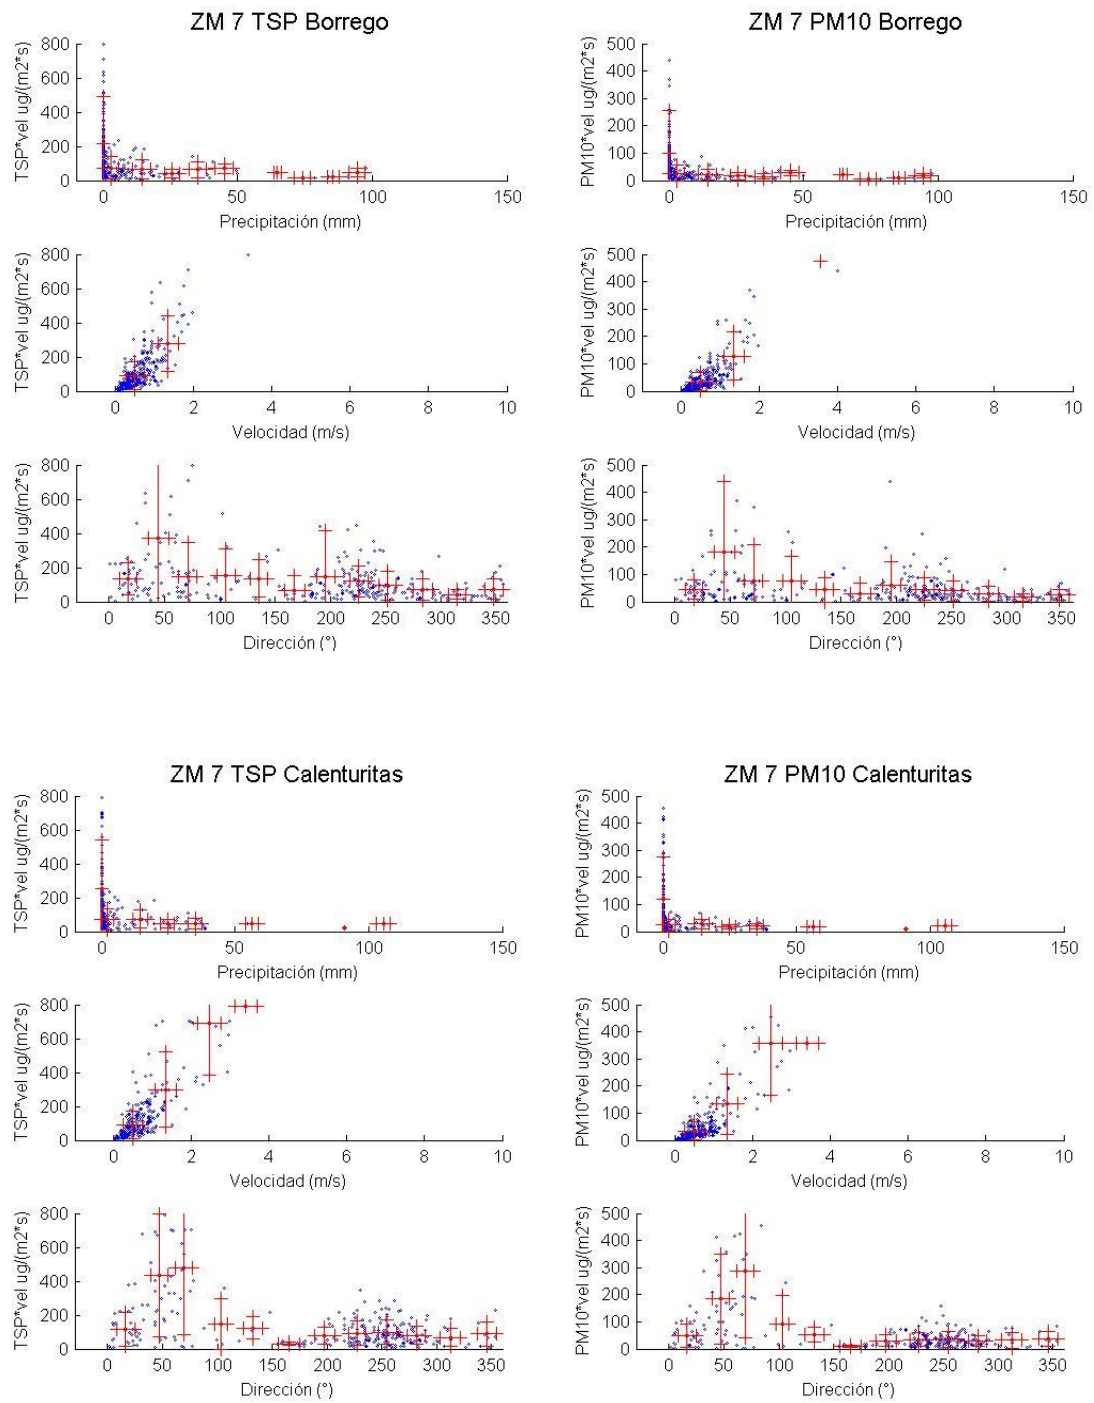 ZM 7 TSP Borrego
TSP*vel ug/(m2*s)
800
600
400
200
0
0 50 100 150
Precipitación (mm)
TSP*vel ug/(m2*s)
800
600
400
200
0
0 2 4 6 8 10
Velocidad (m/s)
TSP*vel ug/(m2*s)
800
600
400
200
0
0 50 100 150 200 250 300 350
Dirección (°)
ZM 7 PM10 Borrego
PM10*vel ug/(m2*s)
500
400
300
200
100
0
0 50 100 150
Precipitación (mm)
PM10*vel ug/(m2*s)
500
400
300
200
100
0
0 2 4 6 8 10
Velocidad (m/s)
PM10*vel ug/(m2*s)
500
400
300
200
100
0
0 50 100 150 200 250 300 350
Dirección (°)
ZM 7 TSP Calenturitas
TSP*vel ug/(m2*s)
800
600
400
200
0
0 50 100 150
Precipitación (mm)
TSP*vel ug/(m2*s)
800
600
400
200
0
0 2 4 6 8 10
Velocidad (m/s)
TSP*vel ug/(m2*s)
800
600
400
200
0
0 50 100 150 200 250 300 350
Dirección (°)
ZM 7 PM10 Calenturitas
PM10*vel ug/(m2*s)
500
400
300
200
100
0
0 50 100 150
Precipitación (mm)
PM10*vel ug/(m2*s)
500
400
300
200
100
0
0 2 4 6 8 10
Velocidad (m/s)
PM10*vel ug/(m2*s)
500
400
300
200
100
0
0 50 100 150 200 250 300 350
Dirección (°)